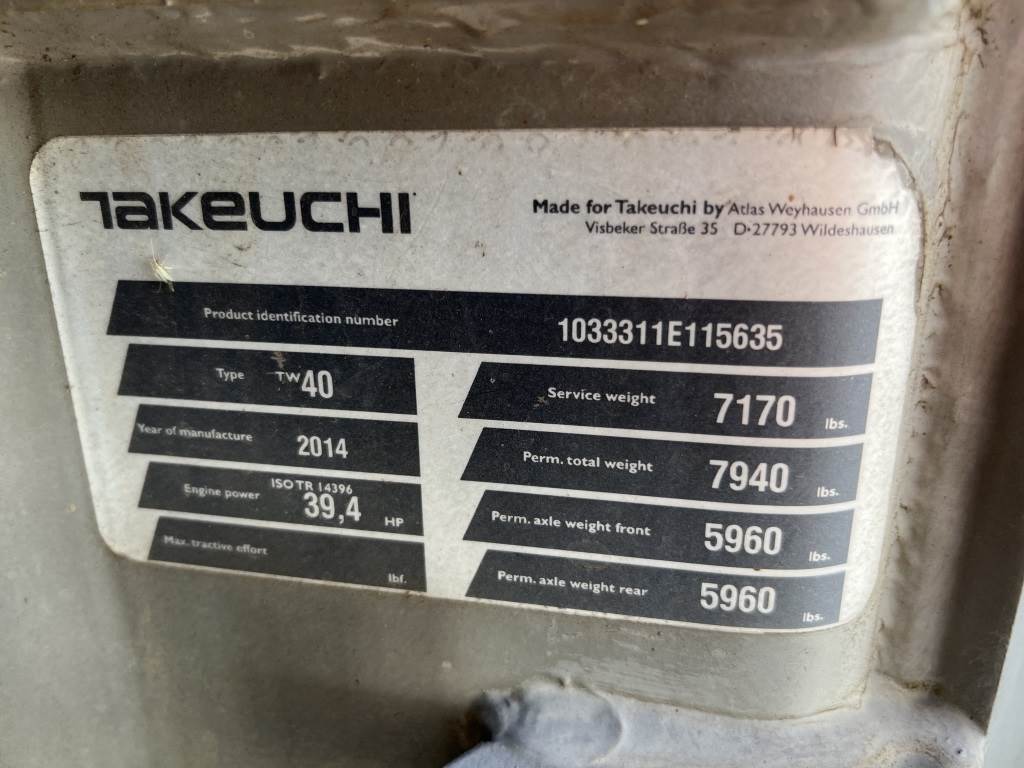 TAKEUCHI
Made for Takeuchi by Atlas Weyhausen GmbH
Visbeker Straße 35 D-27793 Wildeshausen
Product identification number 1033311E115635
Type TW40
Service weight 7170 lbs.
Year of manufacture 2014
Perm. total weight 7940 lbs.
Engine power ISO TR 14396 39,4 HP
Perm. axle weight front 5960 lbs.
Max. tractive effort lbf.
Perm. axle weight rear 5960 lbs.